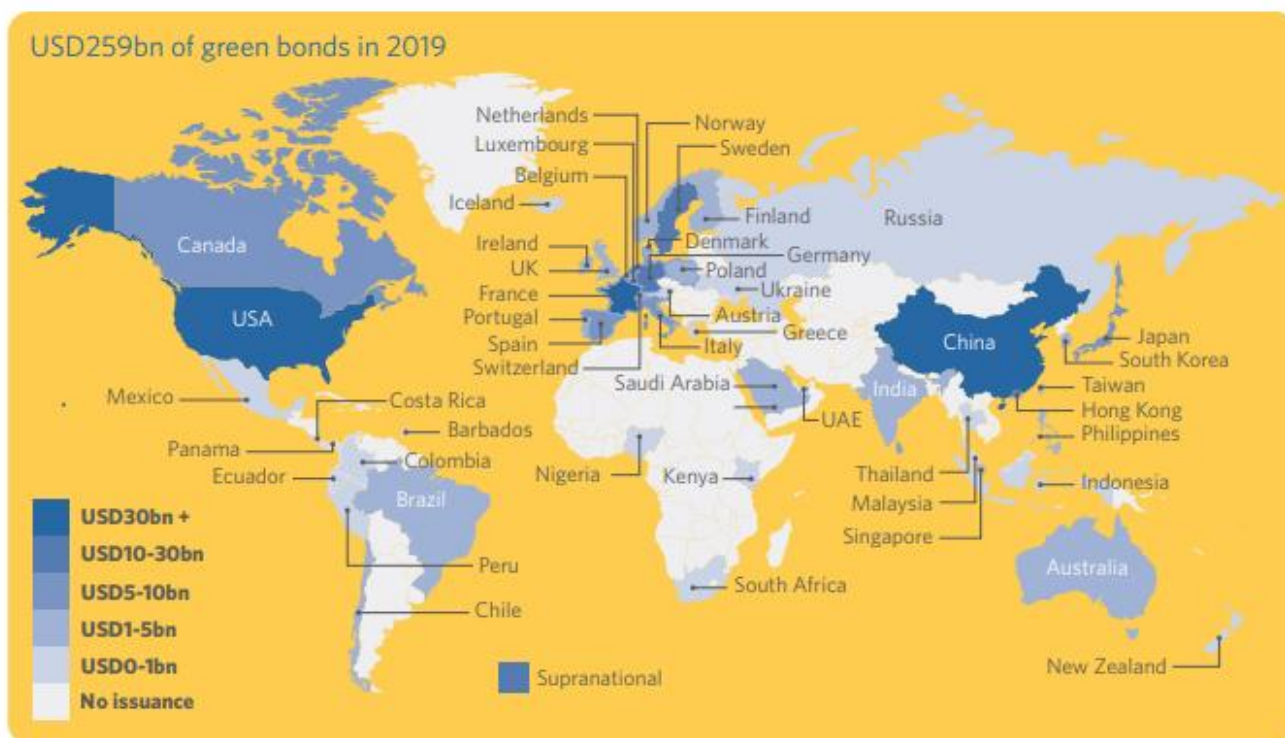 USD259bn of green bonds in 2019
Netherlands
Norway
Luxembourg
Sweden
Belgium
Iceland
Finland
Russia
Canada
Ireland
Denmark
Germany
UK
Poland
Ukraine
France
USA
Austria
Portugal
Greece
China
Japan
Spain
Italy
South Korea
Switzerland
Saudi Arabia
India
Taiwan
Mexico
Costa Rica
Hong Kong
UAE
Barbados
Philippines
Panama
Colombia
Ecuador
Nigeria
Kenya
Thailand
Indonesia
Brazil
Malaysia
Singapore
Peru
Australia
South Africa
Chile
New Zealand
USD30bn +
USD10-30bn
USD5-10bn
USD1-5bn
USD0-1bn
No issuance
Supranational